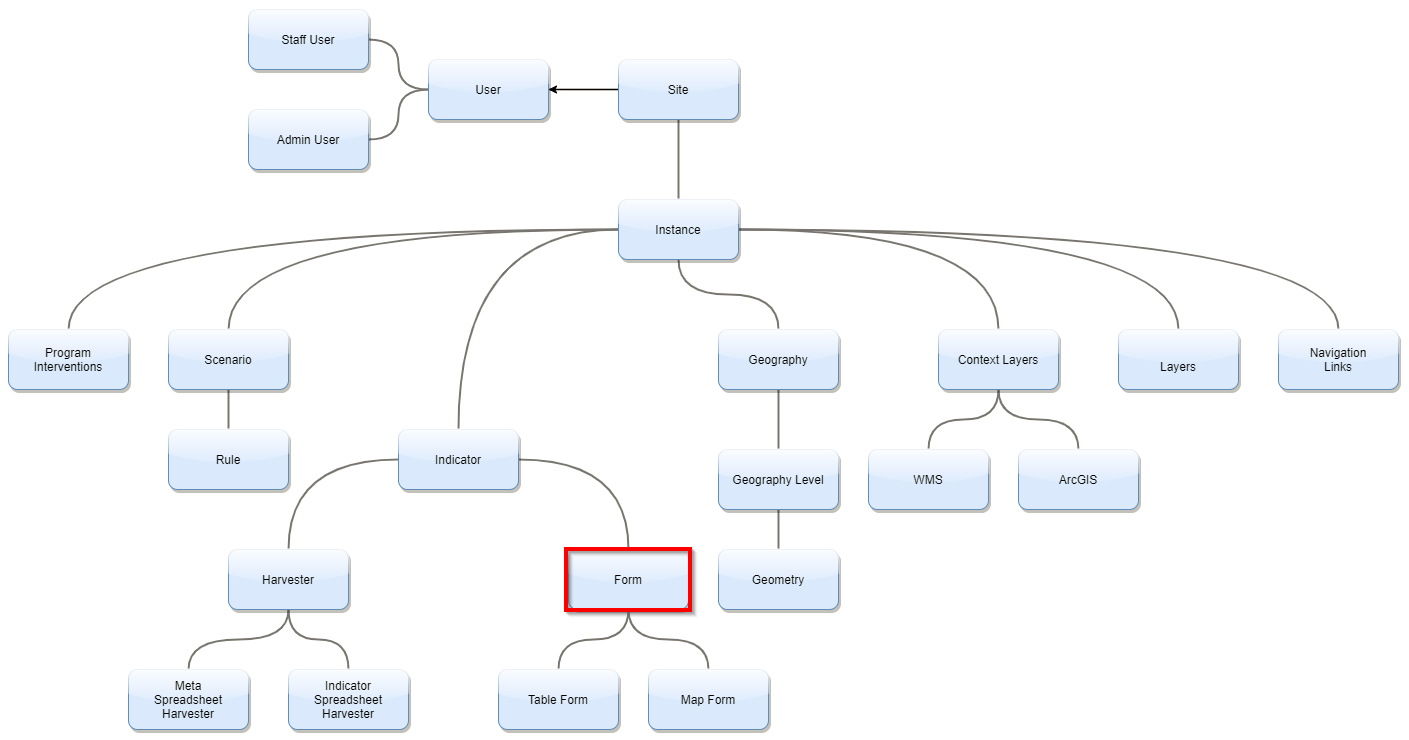 Staff User
User
Site
Admin User
Instance
Program
Interventions
Scenario
Geography
Context Layers
Layers
Navigation
Links
Rule
Indicator
Geography Level
WMS
ArcGIS
Harvester
Form
Geometry
Meta
Spreadsheet
Harvester
Indicator
Spreadsheet
Harvester
Table Form
Map Form